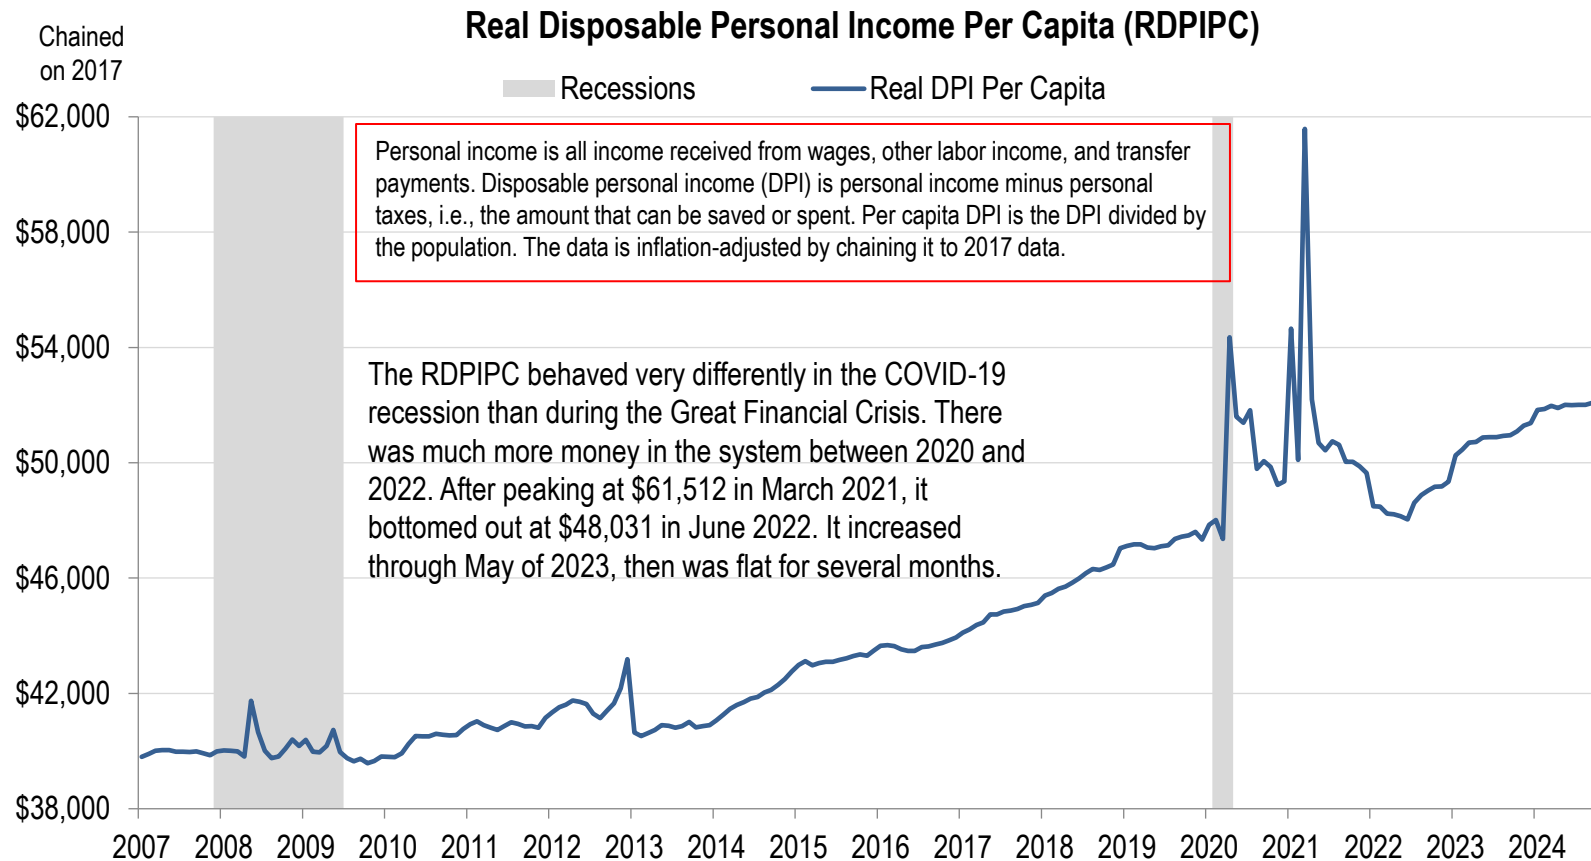 Real Disposable Personal Income Per Capita (RDPIPC)
Chained
on 2017
Recessions
Real DPI Per Capita
$62,000
$58,000
$54,000
$50,000
$46,000
$42,000
$38,000
Personal income is all income received from wages, other labor income, and transfer
payments. Disposable personal income (DPI) is personal income minus personal
taxes, i.e., the amount that can be saved or spent. Per capita DPI is the DPI divided by
the population. The data is inflation-adjusted by chaining it to 2017 data.
The RDPIPC behaved very differently in the COVID-19
recession than during the Great Financial Crisis. There
was much more money in the system between 2020 and
2022. After peaking at $61,512 in March 2021, it
bottomed out at $48,031 in June 2022. It increased
through May of 2023, then was flat for several months.
2007 2008 2009 2010 2011 2012 2013 2014 2015 2016 2017 2018 2019 2020 2021 2022 2023 2024